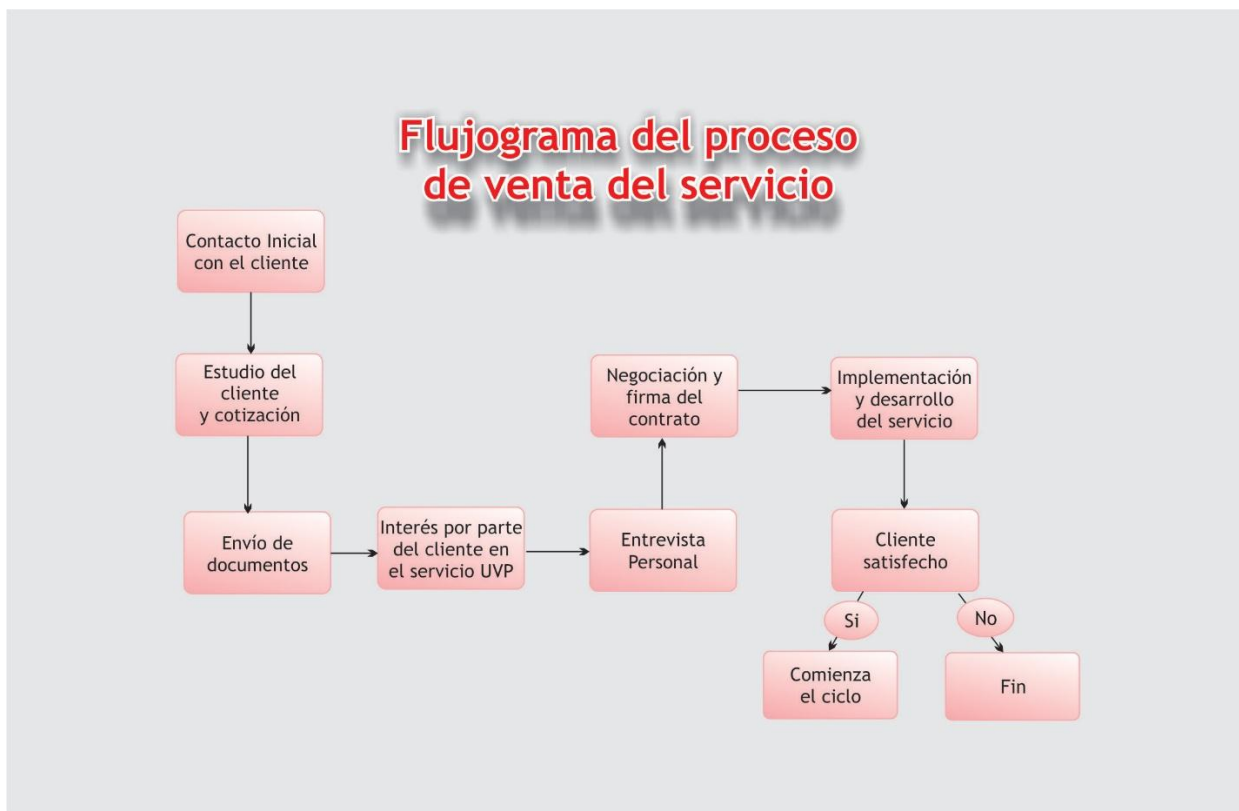 Flujograma del proceso
de venta del servicio
Contacto Inicial
con el cliente
Estudio del
cliente
y cotización
Envío de
documentos
Interés por parte
del cliente en
el servicio UVP
Entrevista
Personal
Negociación y
firma del
contrato
Implementación
y desarrollo
del servicio
Cliente
satisfecho
Si
No
Comienza
el ciclo
Fin